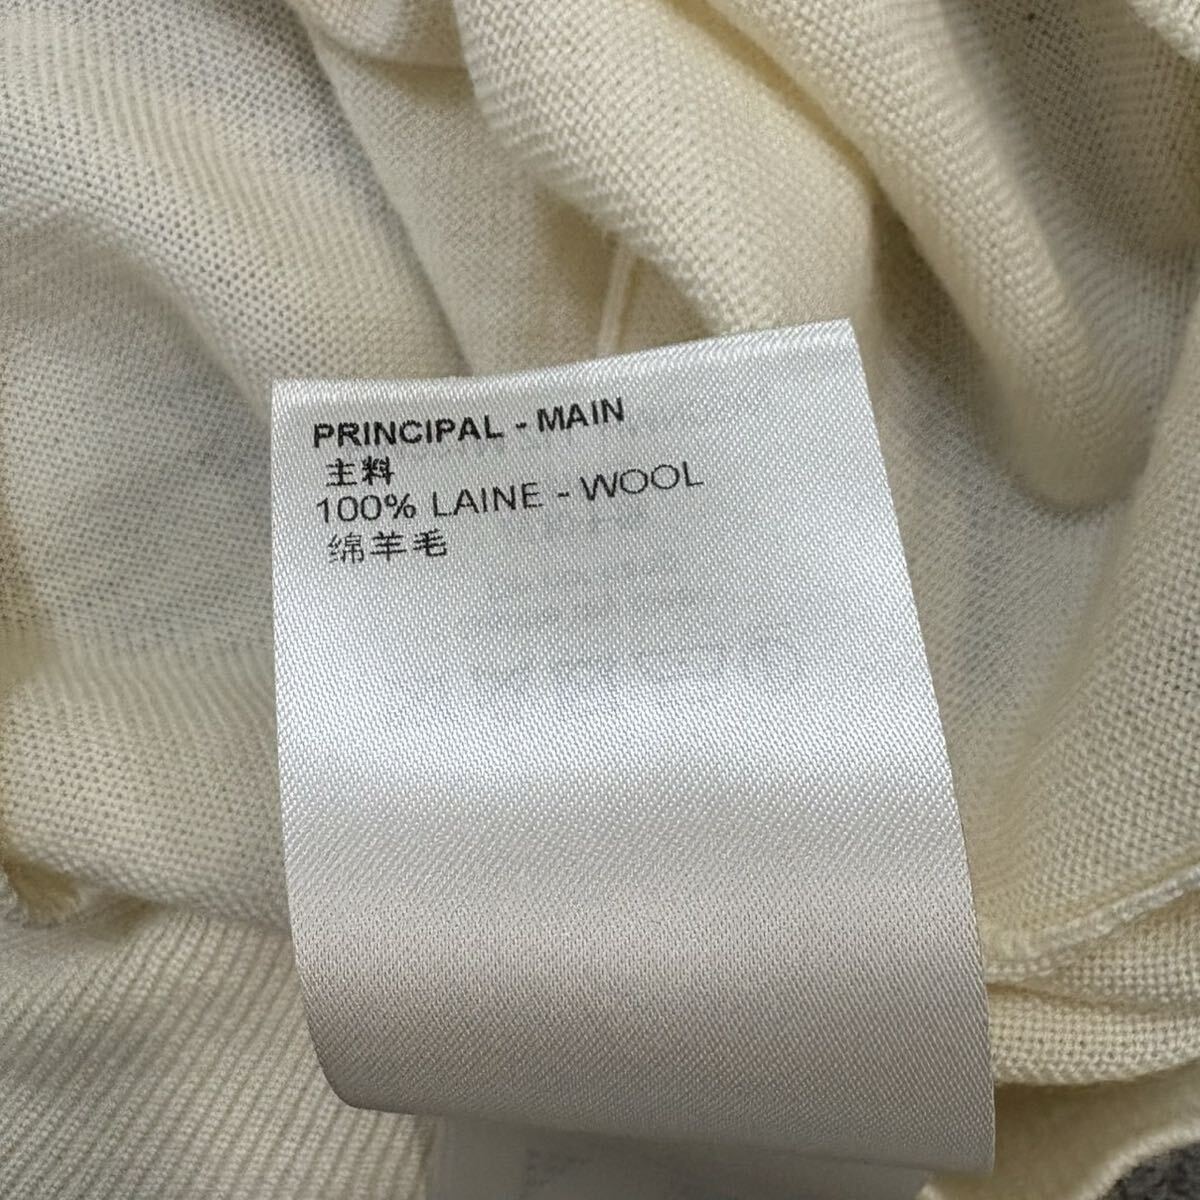 PRINCIPAL - MAIN
主料
100% LAINE - WOOL
绵羊毛